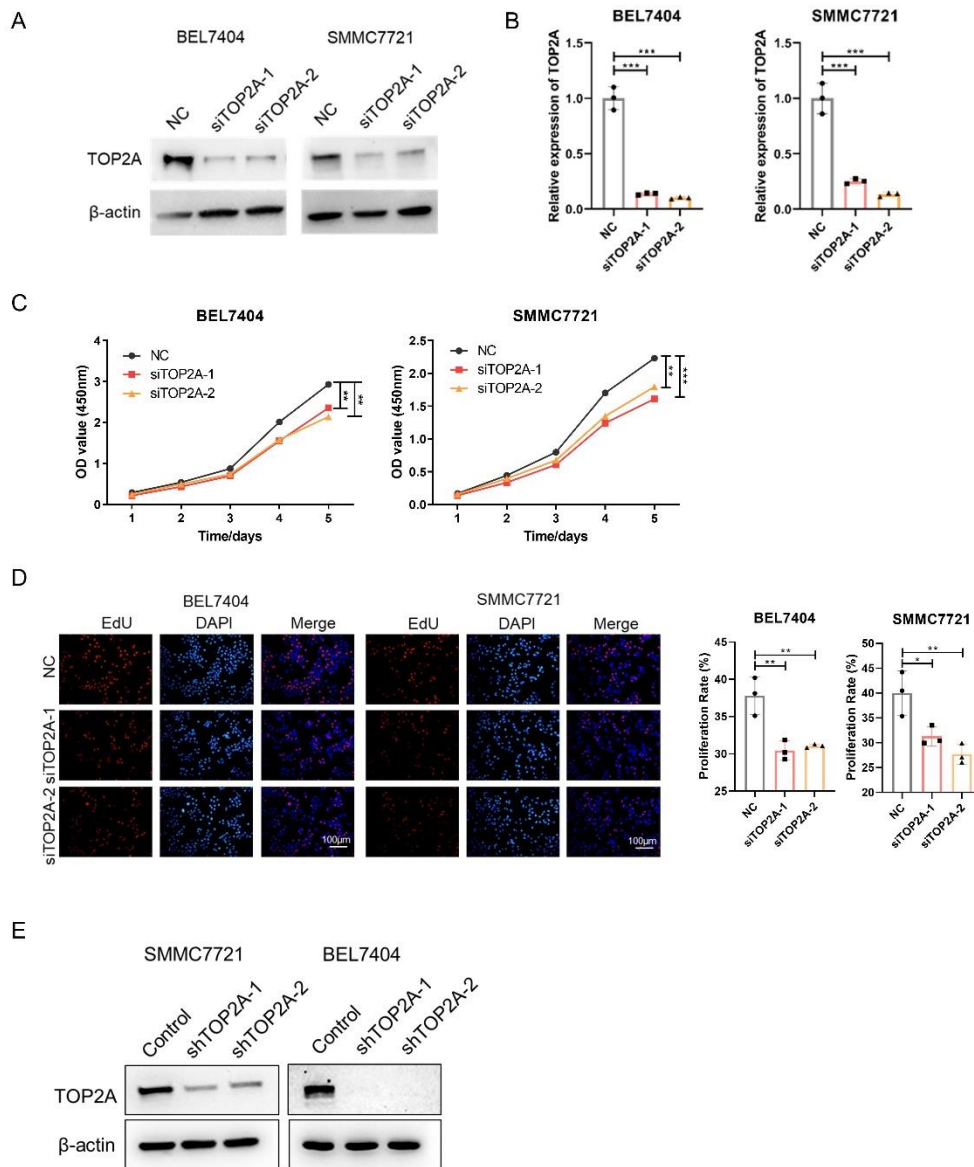 A
BEL7404
SMMC7721
NC
siTOP2A-1
siTOP2A-2
NC
siTOP2A-1
siTOP2A-2
TOP2A
β-actin
B
BEL7404
Relative expression of TOP2A
1.5
1.0
0.5
0.0
***
***
NC
siTOP2A-1
siTOP2A-2
SMMC7721
Relative expression of TOP2A
1.5
1.0
0.5
0.0
***
***
NC
siTOP2A-1
siTOP2A-2
C
BEL7404
OD value (450nm)
4
3
2
1
0
NC
siTOP2A-1
siTOP2A-2
**
**
1 2 3 4 5
Time/days
SMMC7721
OD value (450nm)
2.5
2.0
1.5
1.0
0.5
0.0
NC
siTOP2A-1
siTOP2A-2
**
***
1 2 3 4 5
Time/days
D
BEL7404
SMMC7721
EdU DAPI Merge EdU DAPI Merge
NC
siTOP2A-1
siTOP2A-2
100μm
100μm
BEL7404
Proliferation Rate (%)
45
40
35
30
25
**
**
NC
siTOP2A-1
siTOP2A-2
SMMC7721
Proliferation Rate (%)
50
45
40
35
30
25
20
**
*
NC
siTOP2A-1
siTOP2A-2
E
SMMC7721
BEL7404
Control
shTOP2A-1
shTOP2A-2
Control
shTOP2A-1
shTOP2A-2
TOP2A
β-actin